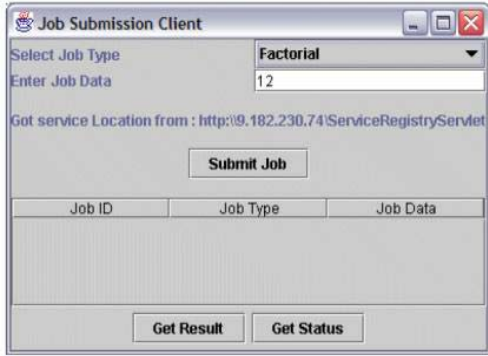 Job Submission Client
Select Job Type Factorial
Enter Job Data 12
Got service Location from : http:\\9.182.230.74\ServiceRegistryServlet
Submit Job
Job ID Job Type Job Data
Get Result Get Status